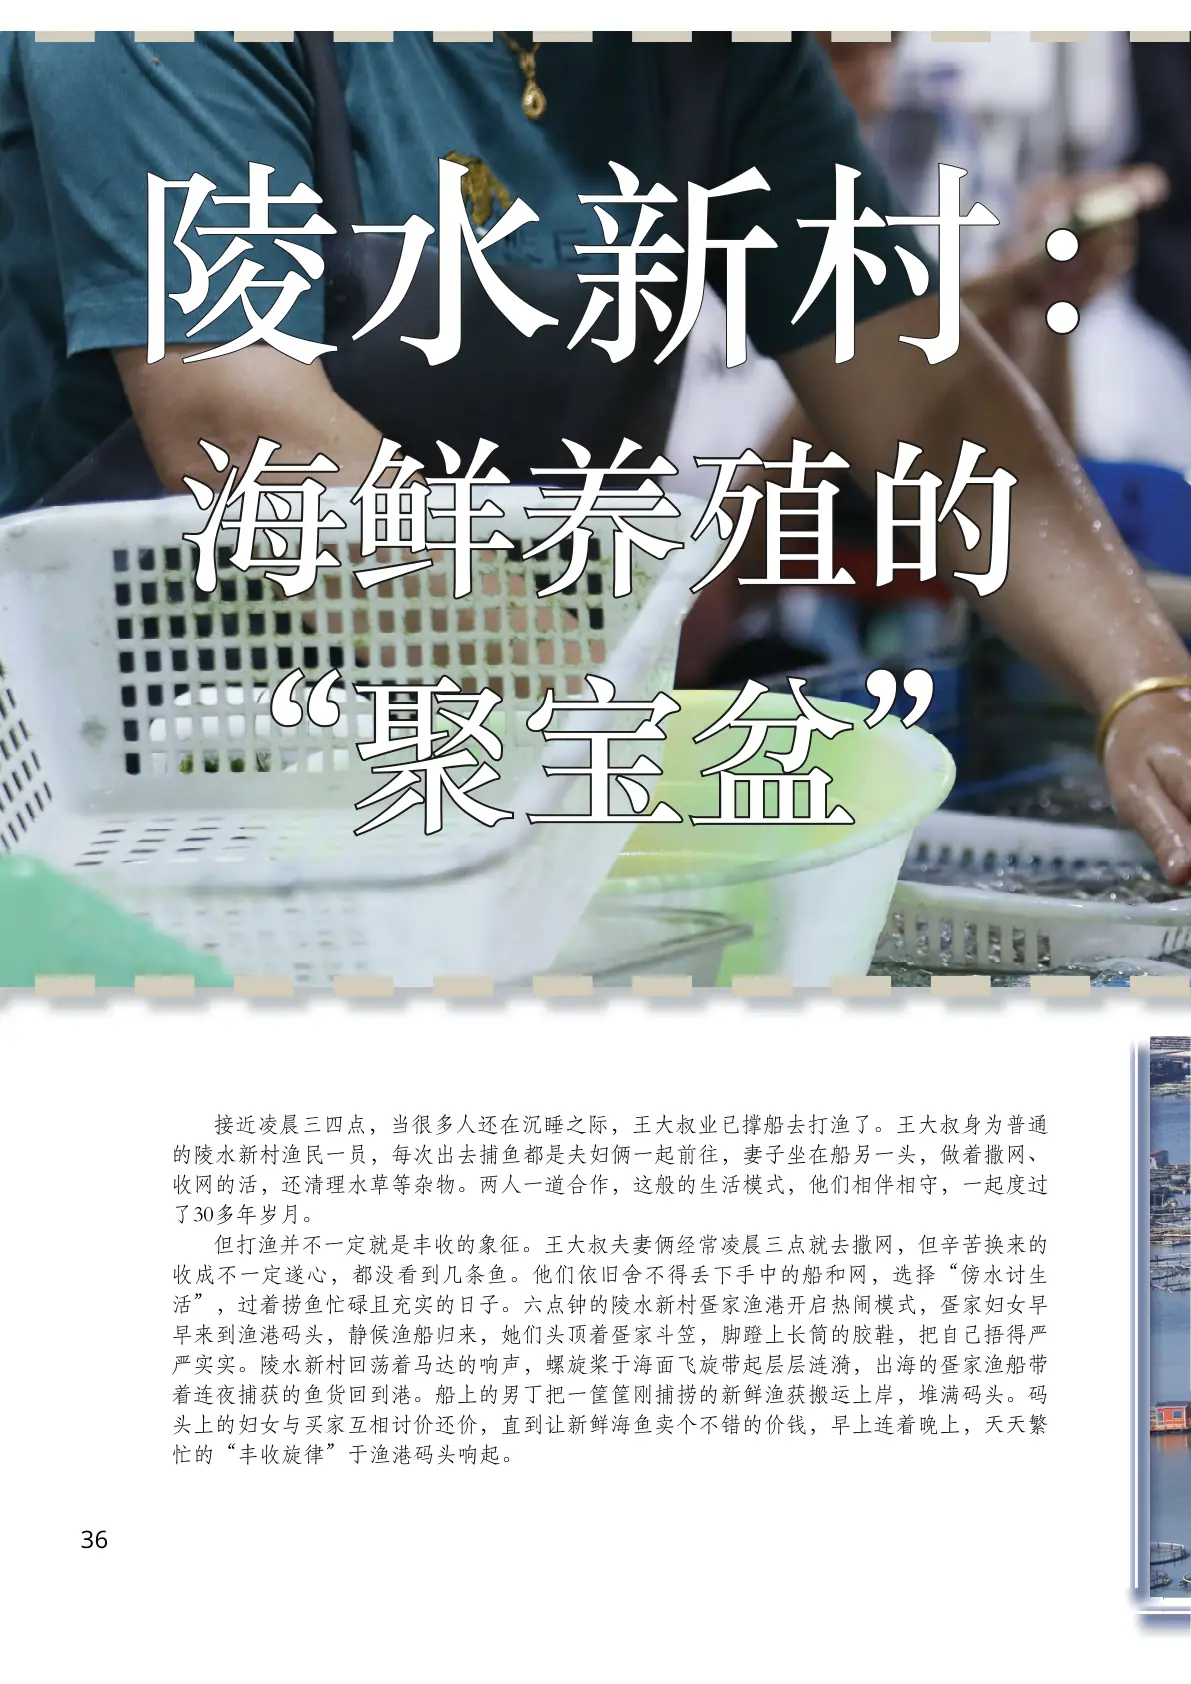 陵水新村：
海鲜养殖的
“聚宝盆”
接近凌晨三四点，当很多人还在沉睡之际，王大叔业已撑船去打渔了。王大叔身为普通
的陵水新村渔民一员，每次出去捕鱼都是夫妇俩一起前往，妻子坐在船另一头，做着撒网、
收网的活，还清理水草等杂物。两人一道合作，这般的生活模式，他们相伴相守，一起度过
了30多年岁月。
但打渔并不一定就是丰收的象征。王大叔夫妻俩经常凌晨三点就去撒网，但辛苦换来的
收成不一定遂心，都没看到几条鱼。他们依旧舍不得丢下手中的船和网，选择“傍水讨生
活”，过着捞鱼忙碌且充实的日子。六点钟的陵水新村疍家渔港开启热闹模式，疍家妇女早
早来到渔港码头，静候渔船归来，她们头顶着疍家斗笠，脚蹬上长筒的胶鞋，把自己捂得严
严实实。陵水新村回荡着马达的响声，螺旋桨于海面飞旋带起层层涟漪，出海的疍家渔船带
着连夜捕获的鱼货回到港。船上的男丁把一筐筐刚捕捞的新鲜渔获搬运上岸，堆满码头。码
头上的妇女与买家互相讨价还价，直到让新鲜海鱼卖个不错的价钱，早上连着晚上，天天繁
忙的“丰收旋律”于渔港码头响起。
36